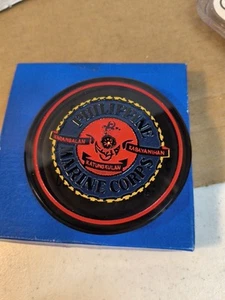 PHILIPPINE
KARANGALAN
KABAYANIHAN
KATUNGKULAN
MARINE CORPS